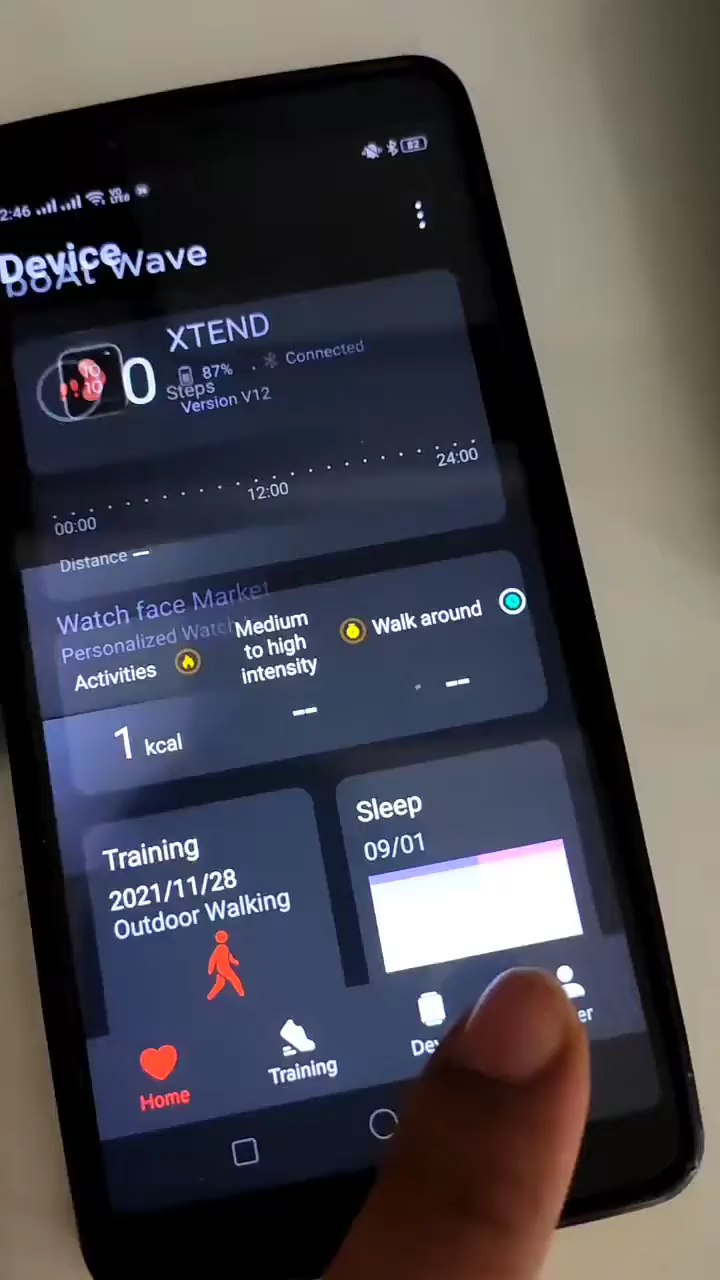 2:46 82
Device
boAt Wave
XTEND
87% Connected
0 Steps
Version V12
00:00 12:00 24:00
Distance --
Watch face Market
Personalized Watch
Activities
Medium to high intensity
Walk around
1 kcal
--
--
Training
2021/11/28
Outdoor Walking
Sleep
09/01
Home
Training